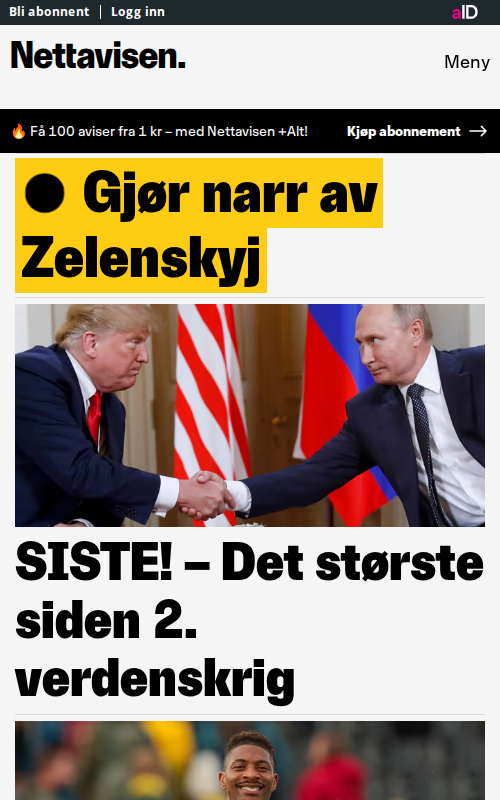 Bli abonnent | Logg inn
aID
Nettavisen.
Meny
🔥 Få 100 aviser fra 1 kr – med Nettavisen +Alt!
Kjøp abonnement →
● Gjør narr av
Zelenskyj
SISTE! – Det største
siden 2.
verdenskrig